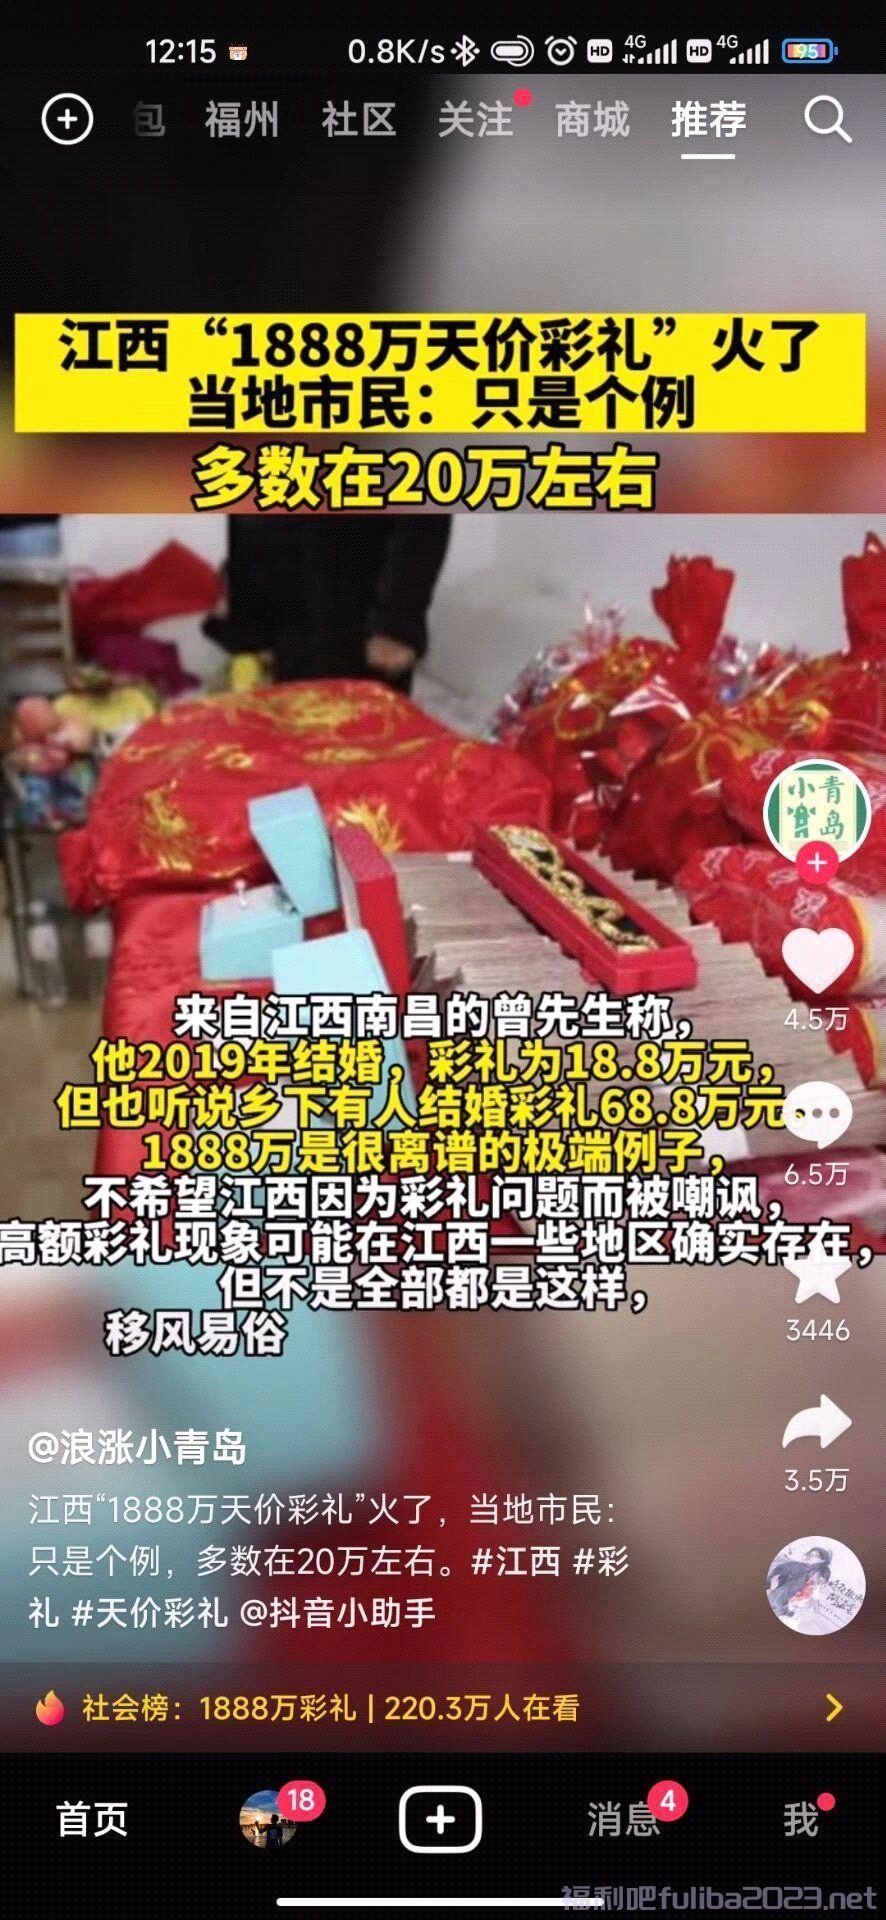 12:15 0.8K/s HD 4G HD 4G 95
包 福州 社区 关注 商城 推荐
江西“1888万天价彩礼”火了
当地市民：只是个例
多数在20万左右
小青岛
来自江西南昌的曾先生称，
4.5万
他2019年结婚，彩礼为18.8万元，
但也听说乡下有人结婚彩礼68.8万元。
1888万是很离谱的极端例子，
6.5万
不希望江西因为彩礼问题而被嘲讽，
高额彩礼现象可能在江西一些地区确实存在，
但不是全部都是这样，
移风易俗
3446
@浪涨小青岛
3.5万
江西“1888万天价彩礼”火了，当地市民：
只是个例，多数在20万左右。#江西 #彩
礼 #天价彩礼 @抖音小助手
社会榜：1888万彩礼 | 220.3万人在看
首页 18 消息 4 我
福利吧fuliba2023.net